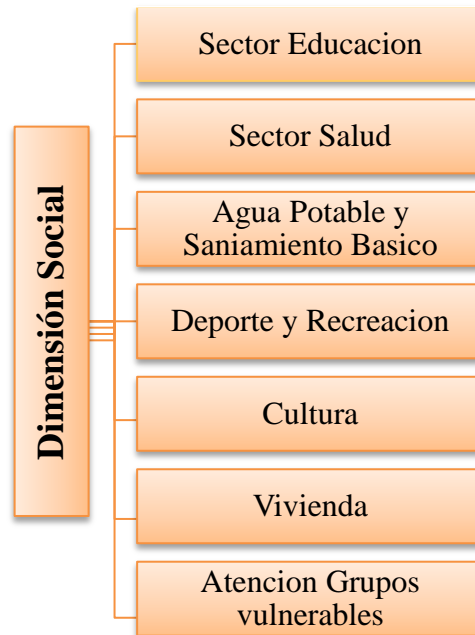 Dimensión Social
Sector Educacion
Sector Salud
Agua Potable y
Saniamiento Basico
Deporte y Recreacion
Cultura
Vivienda
Atencion Grupos
vulnerables